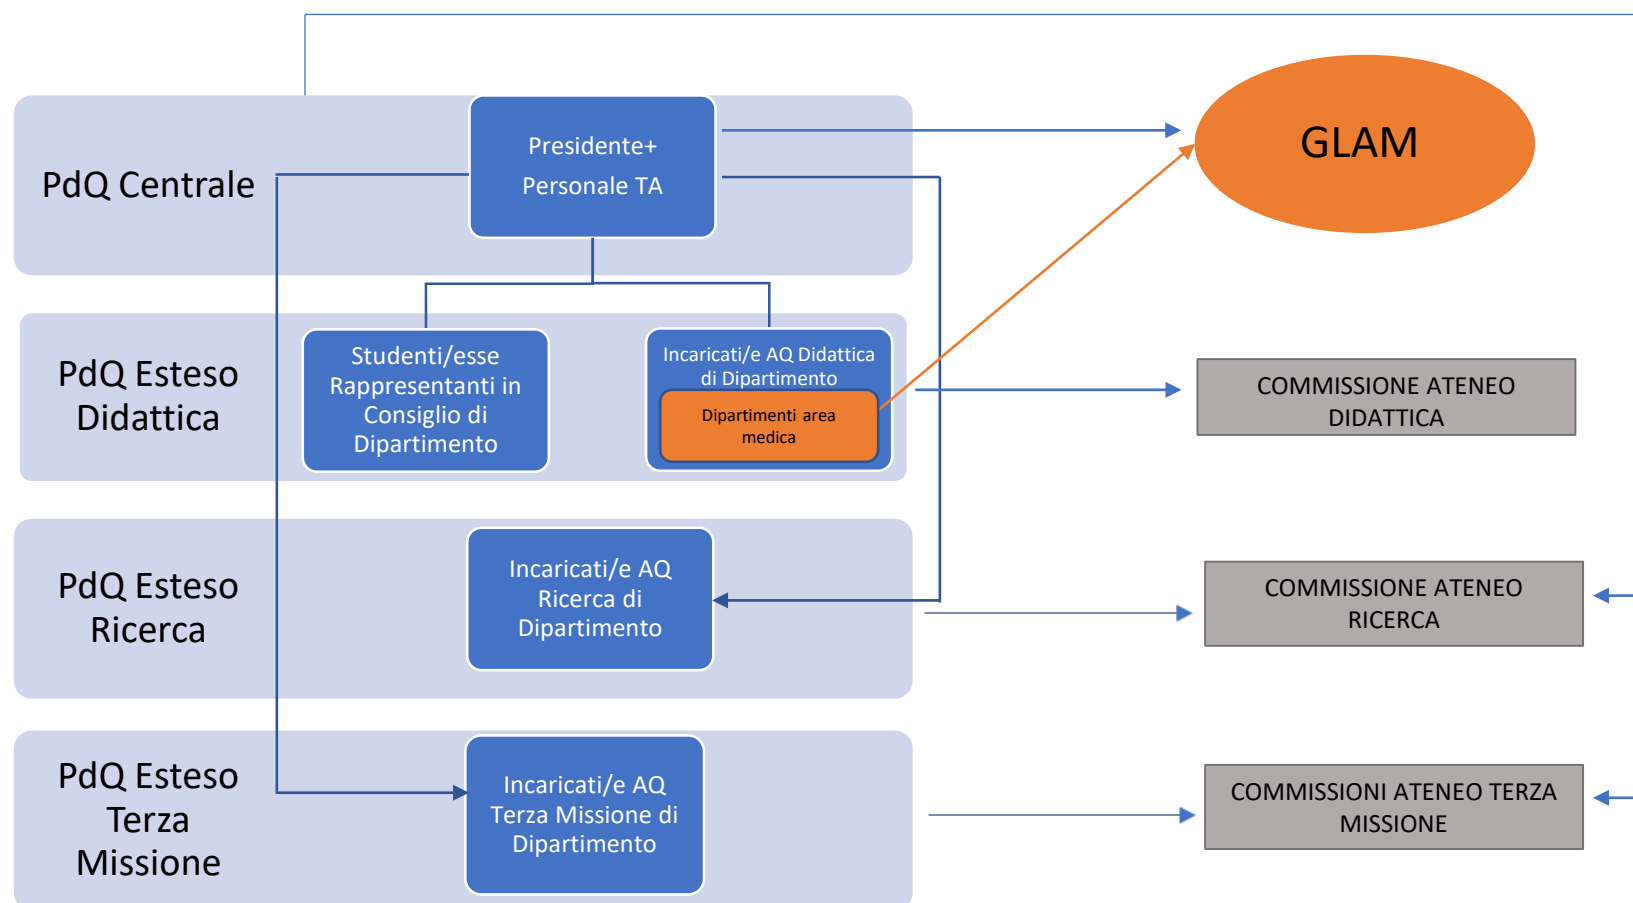 PdQ Centrale
Presidente+
Personale TA
GLAM
PdQ Esteso
Didattica
Studenti/esse
Rappresentanti in
Consiglio di
Dipartimento
Incaricati/e AQ Didattica
di Dipartimento
Dipartimenti area
medica
COMMISSIONE ATENEO
DIDATTICA
PdQ Esteso
Ricerca
Incaricati/e AQ
Ricerca di
Dipartimento
COMMISSIONE ATENEO
RICERCA
PdQ Esteso
Terza
Missione
Incaricati/e AQ
Terza Missione di
Dipartimento
COMMISSIONI ATENEO TERZA
MISSIONE